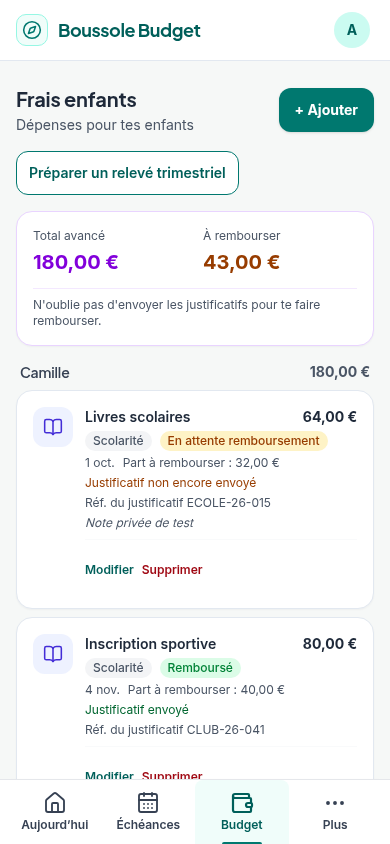 Boussole Budget
A
Frais enfants
Dépenses pour tes enfants
+ Ajouter
Préparer un relevé trimestriel
Total avancé
180,00 €
À rembourser
43,00 €
N'oublie pas d'envoyer les justificatifs pour te faire
rembourser.
Camille
180,00 €
Livres scolaires
64,00 €
Scolarité
En attente remboursement
1 oct. Part à rembourser : 32,00 €
Justificatif non encore envoyé
Réf. du justificatif ECOLE-26-015
Note privée de test
Modifier Supprimer
Inscription sportive
80,00 €
Scolarité
Remboursé
4 nov. Part à rembourser : 40,00 €
Justificatif envoyé
Réf. du justificatif CLUB-26-041
Modifier Supprimer
Aujourd'hui
Échéances
Budget
Plus